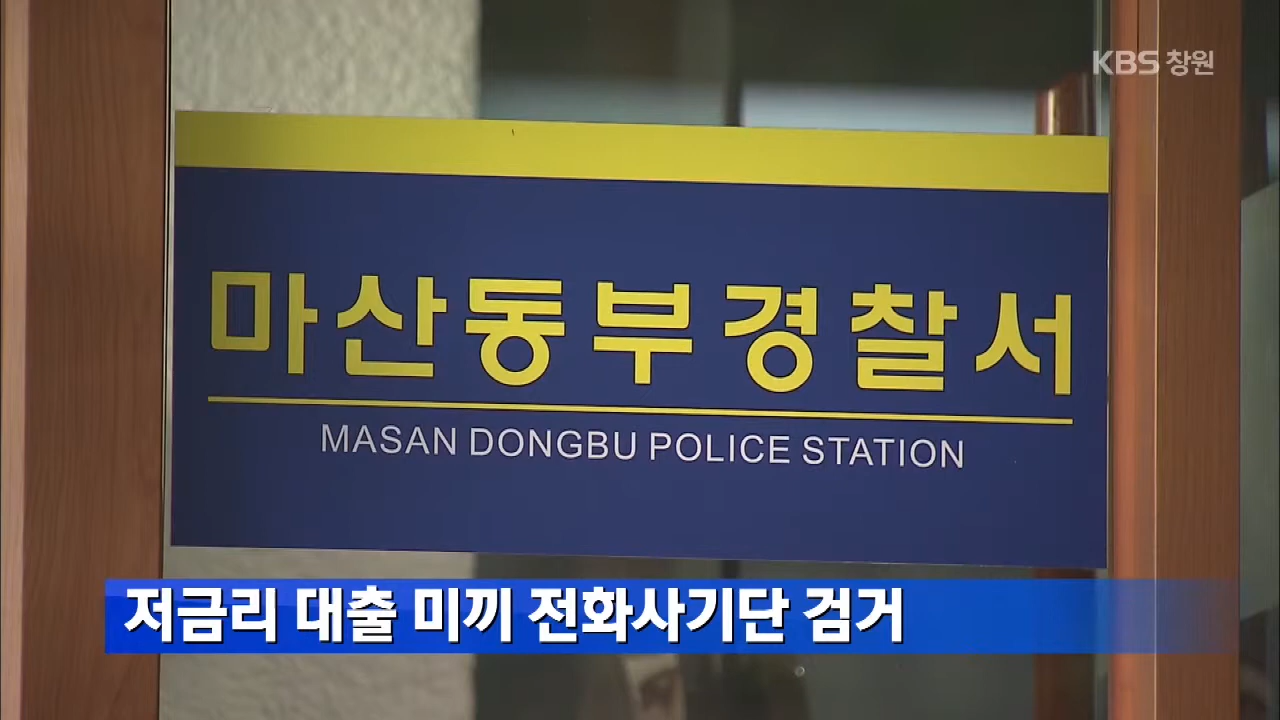 KBS 창원
마산동부경찰서
MASAN DONGBU POLICE STATION
저금리 대출 미끼 전화사기단 검거